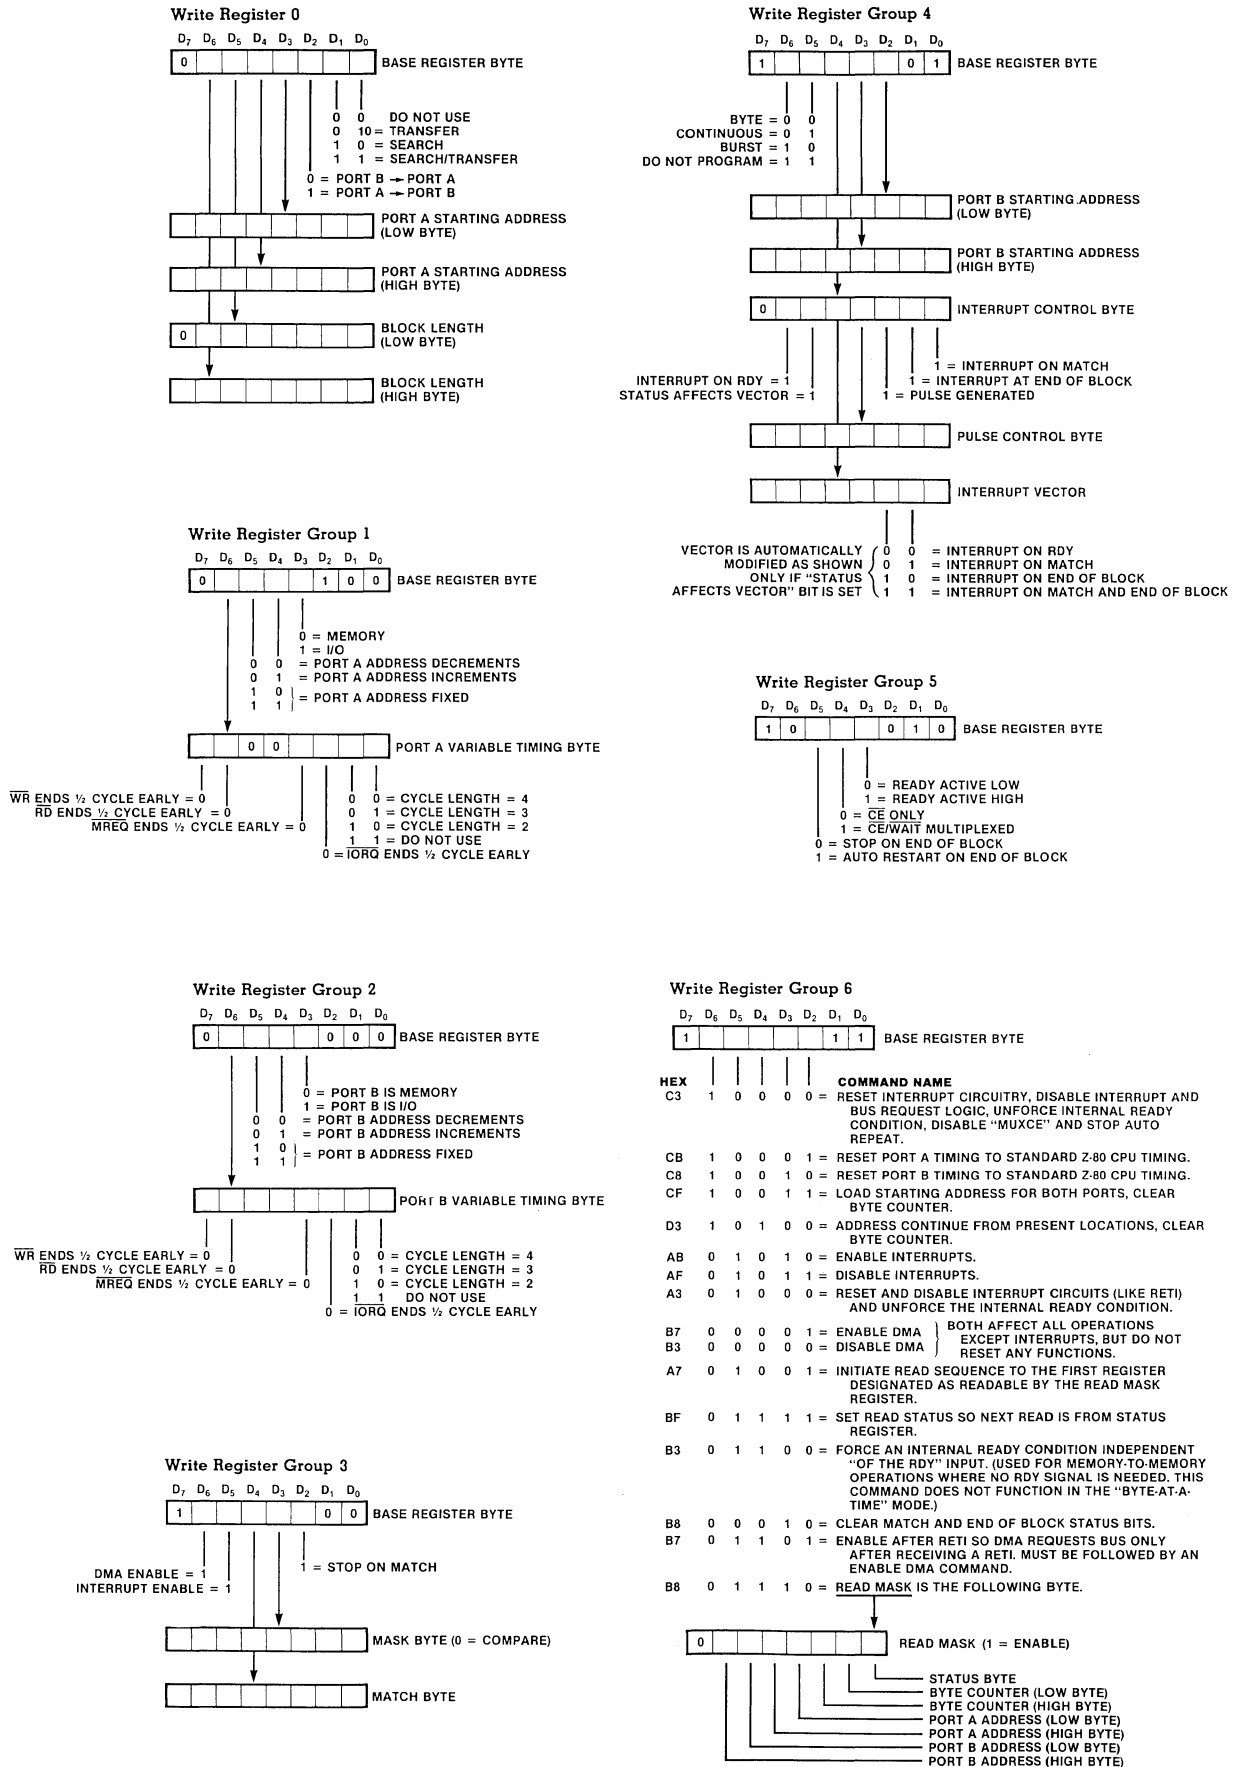 Write Register 0
D7 D6 D5 D4 D3 D2 D1 D0
0 BASE REGISTER BYTE
0 0 DO NOT USE
0 10 = TRANSFER
1 0 = SEARCH
1 1 = SEARCH/TRANSFER
0 = PORT B → PORT A
1 = PORT A → PORT B
PORT A STARTING ADDRESS
(LOW BYTE)
PORT A STARTING ADDRESS
(HIGH BYTE)
0 BLOCK LENGTH
(LOW BYTE)
BLOCK LENGTH
(HIGH BYTE)
Write Register Group 1
D7 D6 D5 D4 D3 D2 D1 D0
0 1 0 0 BASE REGISTER BYTE
0 = MEMORY
1 = I/O
0 0 = PORT A ADDRESS DECREMENTS
0 1 = PORT A ADDRESS INCREMENTS
1 0
1 1 } = PORT A ADDRESS FIXED
0 0 PORT A VARIABLE TIMING BYTE
WR ENDS ½ CYCLE EARLY = 0
RD ENDS ½ CYCLE EARLY = 0
MREQ ENDS ½ CYCLE EARLY = 0
0 0 = CYCLE LENGTH = 4
0 1 = CYCLE LENGTH = 3
1 0 = CYCLE LENGTH = 2
1 1 = DO NOT USE
0 = IORQ ENDS ½ CYCLE EARLY
Write Register Group 2
D7 D6 D5 D4 D3 D2 D1 D0
0 0 0 0 BASE REGISTER BYTE
0 = PORT B IS MEMORY
1 = PORT B IS I/O
0 0 = PORT B ADDRESS DECREMENTS
0 1 = PORT B ADDRESS INCREMENTS
1 0
1 1 } = PORT B ADDRESS FIXED
PORT B VARIABLE TIMING BYTE
WR ENDS ½ CYCLE EARLY = 0
RD ENDS ½ CYCLE EARLY = 0
MREQ ENDS ½ CYCLE EARLY = 0
0 0 = CYCLE LENGTH = 4
0 1 = CYCLE LENGTH = 3
1 0 = CYCLE LENGTH = 2
1 1 DO NOT USE
0 = IORQ ENDS ½ CYCLE EARLY
Write Register Group 3
D7 D6 D5 D4 D3 D2 D1 D0
1 0 0 BASE REGISTER BYTE
DMA ENABLE = 1
INTERRUPT ENABLE = 1
1 = STOP ON MATCH
MASK BYTE (0 = COMPARE)
MATCH BYTE
Write Register Group 4
D7 D6 D5 D4 D3 D2 D1 D0
1 0 1 BASE REGISTER BYTE
BYTE = 0 0
CONTINUOUS = 0 1
BURST = 1 0
DO NOT PROGRAM = 1 1
PORT B STARTING ADDRESS
(LOW BYTE)
PORT B STARTING ADDRESS
(HIGH BYTE)
0 INTERRUPT CONTROL BYTE
1 = INTERRUPT ON MATCH
1 = INTERRUPT AT END OF BLOCK
1 = PULSE GENERATED
INTERRUPT ON RDY = 1
STATUS AFFECTS VECTOR = 1
PULSE CONTROL BYTE
INTERRUPT VECTOR
VECTOR IS AUTOMATICALLY 0 0 = INTERRUPT ON RDY
MODIFIED AS SHOWN 0 1 = INTERRUPT ON MATCH
ONLY IF "STATUS 1 0 = INTERRUPT ON END OF BLOCK
AFFECTS VECTOR" BIT IS SET 1 1 = INTERRUPT ON MATCH AND END OF BLOCK
Write Register Group 5
D7 D6 D5 D4 D3 D2 D1 D0
1 0 0 1 0 BASE REGISTER BYTE
0 = READY ACTIVE LOW
1 = READY ACTIVE HIGH
0 = CE ONLY
1 = CE/WAIT MULTIPLEXED
0 = STOP ON END OF BLOCK
1 = AUTO RESTART ON END OF BLOCK
Write Register Group 6
D7 D6 D5 D4 D3 D2 D1 D0
1 1 1 BASE REGISTER BYTE
HEX COMMAND NAME
C3 1 0 0 0 0 = RESET INTERRUPT CIRCUITRY, DISABLE INTERRUPT AND
BUS REQUEST LOGIC, UNFORCE INTERNAL READY
CONDITION, DISABLE "MUXCE" AND STOP AUTO
REPEAT.
CB 1 0 0 0 1 = RESET PORT A TIMING TO STANDARD Z-80 CPU TIMING.
C8 1 0 0 1 0 = RESET PORT B TIMING TO STANDARD Z-80 CPU TIMING.
CF 1 0 0 1 1 = LOAD STARTING ADDRESS FOR BOTH PORTS, CLEAR
BYTE COUNTER.
D3 1 0 1 0 0 = ADDRESS CONTINUE FROM PRESENT LOCATIONS, CLEAR
BYTE COUNTER.
AB 0 1 0 1 0 = ENABLE INTERRUPTS.
AF 0 1 0 1 1 = DISABLE INTERRUPTS.
A3 0 1 0 0 0 = RESET AND DISABLE INTERRUPT CIRCUITS (LIKE RETI)
AND UNFORCE THE INTERNAL READY CONDITION.
B7 0 0 0 0 1 = ENABLE DMA
B3 0 0 0 0 0 = DISABLE DMA
BOTH AFFECT ALL OPERATIONS
EXCEPT INTERRUPTS, BUT DO NOT
RESET ANY FUNCTIONS.
A7 0 1 0 0 1 = INITIATE READ SEQUENCE TO THE FIRST REGISTER
DESIGNATED AS READABLE BY THE READ MASK
REGISTER.
BF 0 1 1 1 1 = SET READ STATUS SO NEXT READ IS FROM STATUS
REGISTER.
B3 0 1 1 0 0 = FORCE AN INTERNAL READY CONDITION INDEPENDENT
"OF THE RDY" INPUT. (USED FOR MEMORY-TO-MEMORY
OPERATIONS WHERE NO RDY SIGNAL IS NEEDED. THIS
COMMAND DOES NOT FUNCTION IN THE "BYTE-AT-A-
TIME" MODE.)
B8 0 0 0 1 0 = CLEAR MATCH AND END OF BLOCK STATUS BITS.
B7 0 1 1 0 1 = ENABLE AFTER RETI SO DMA REQUESTS BUS ONLY
AFTER RECEIVING A RETI. MUST BE FOLLOWED BY AN
ENABLE DMA COMMAND.
B8 0 1 1 1 0 = READ MASK IS THE FOLLOWING BYTE.
0 READ MASK (1 = ENABLE)
STATUS BYTE
BYTE COUNTER (LOW BYTE)
BYTE COUNTER (HIGH BYTE)
PORT A ADDRESS (LOW BYTE)
PORT A ADDRESS (HIGH BYTE)
PORT B ADDRESS (LOW BYTE)
PORT B ADDRESS (HIGH BYTE)